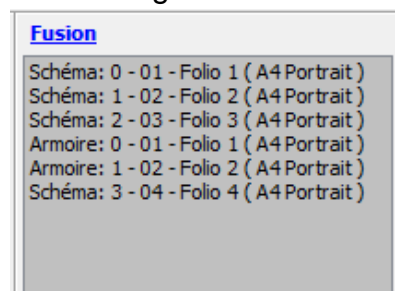 Fusion
Schéma: 0 - 01 - Folio 1 ( A4 Portrait )
Schéma: 1 - 02 - Folio 2 ( A4 Portrait )
Schéma: 2 - 03 - Folio 3 ( A4 Portrait )
Armoire: 0 - 01 - Folio 1 ( A4 Portrait )
Armoire: 1 - 02 - Folio 2 ( A4 Portrait )
Schéma: 3 - 04 - Folio 4 ( A4 Portrait )